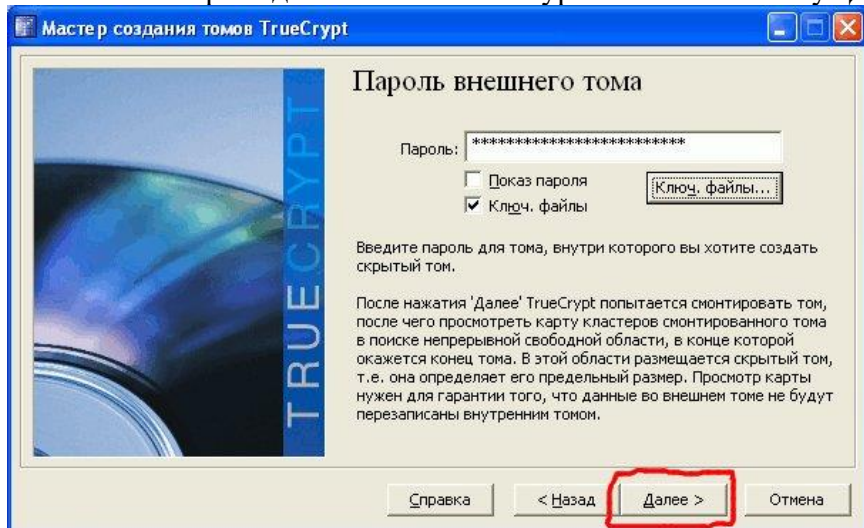 Мастер создания томов TrueCrypt
Пароль внешнего тома
Пароль: **************************
Показ пароля
Ключ. файлы
Ключ. файлы...
Введите пароль для тома, внутри которого вы хотите создать
скрытый том.
После нажатия 'Далее' TrueCrypt попытается смонтировать том,
после чего просмотреть карту кластеров смонтированного тома
в поиске непрерывной свободной области, в конце которой
окажется конец тома. В этой области размещается скрытый том,
т.е. она определяет его предельный размер. Просмотр карты
нужен для гарантии того, что данные во внешнем томе не будут
перезаписаны внутренним томом.
TRUECRYPT
Справка
< Назад
Далее >
Отмена